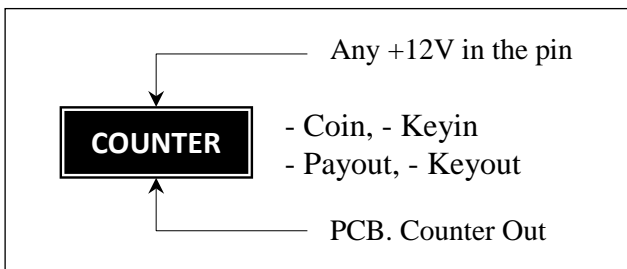 Any +12V in the pin
COUNTER
- Coin, - Keyin
- Payout, - Keyout
PCB. Counter Out